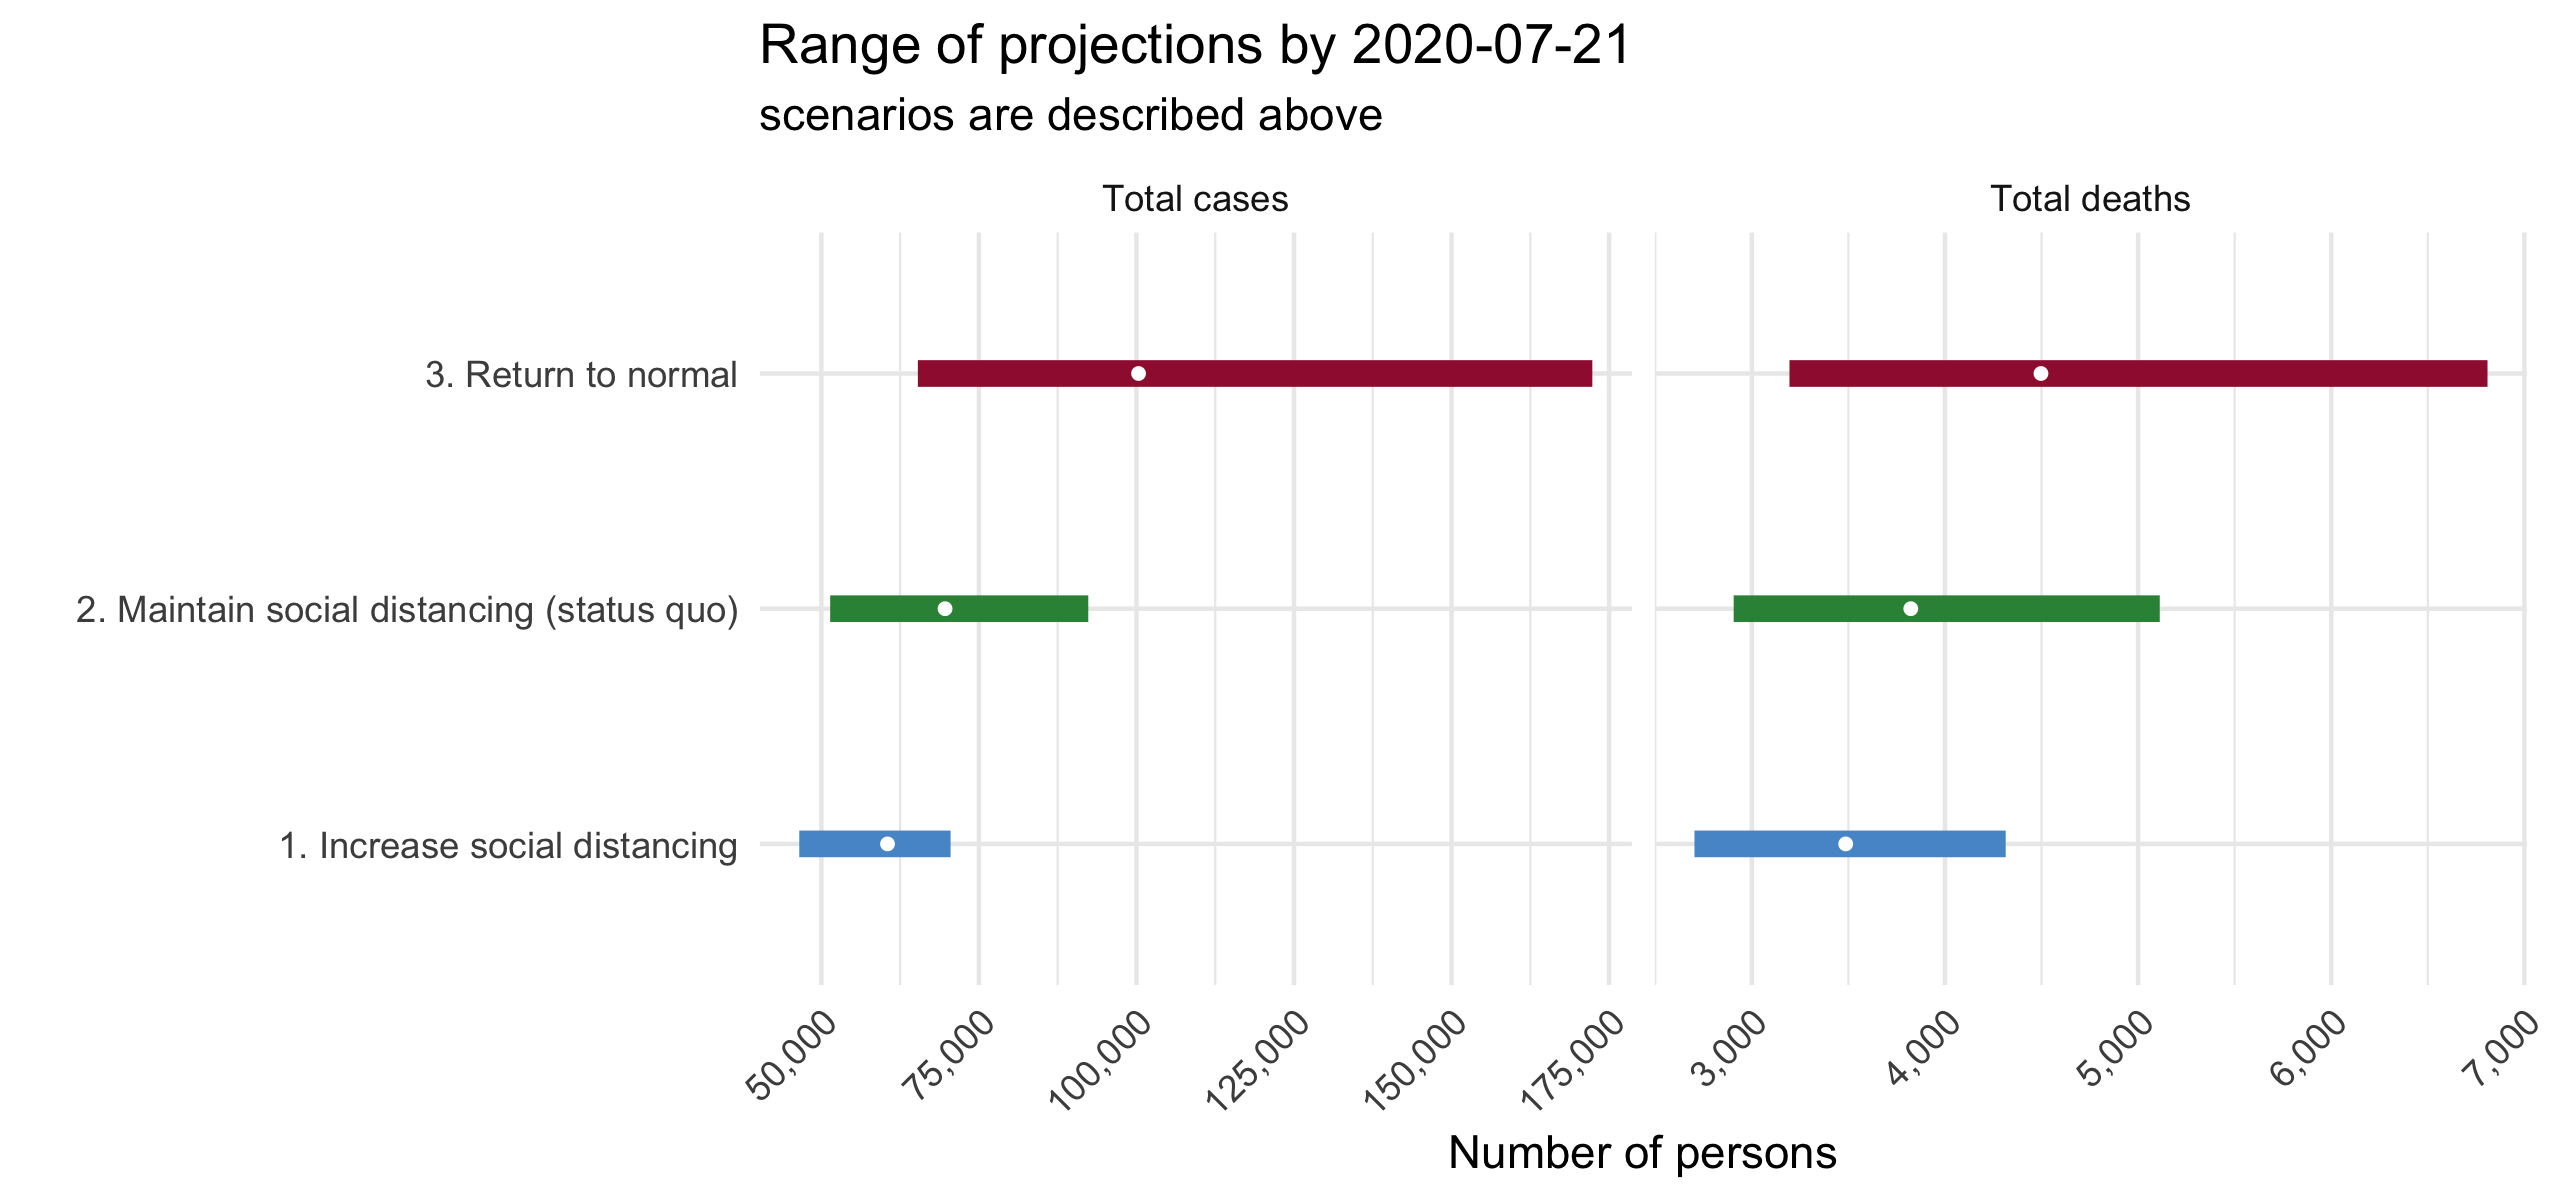 Range of projections by 2020-07-21
scenarios are described above
Total cases
Total deaths
3. Return to normal
2. Maintain social distancing (status quo)
1. Increase social distancing
50,000
75,000
100,000
125,000
150,000
175,000
3,000
4,000
5,000
6,000
7,000
Number of persons